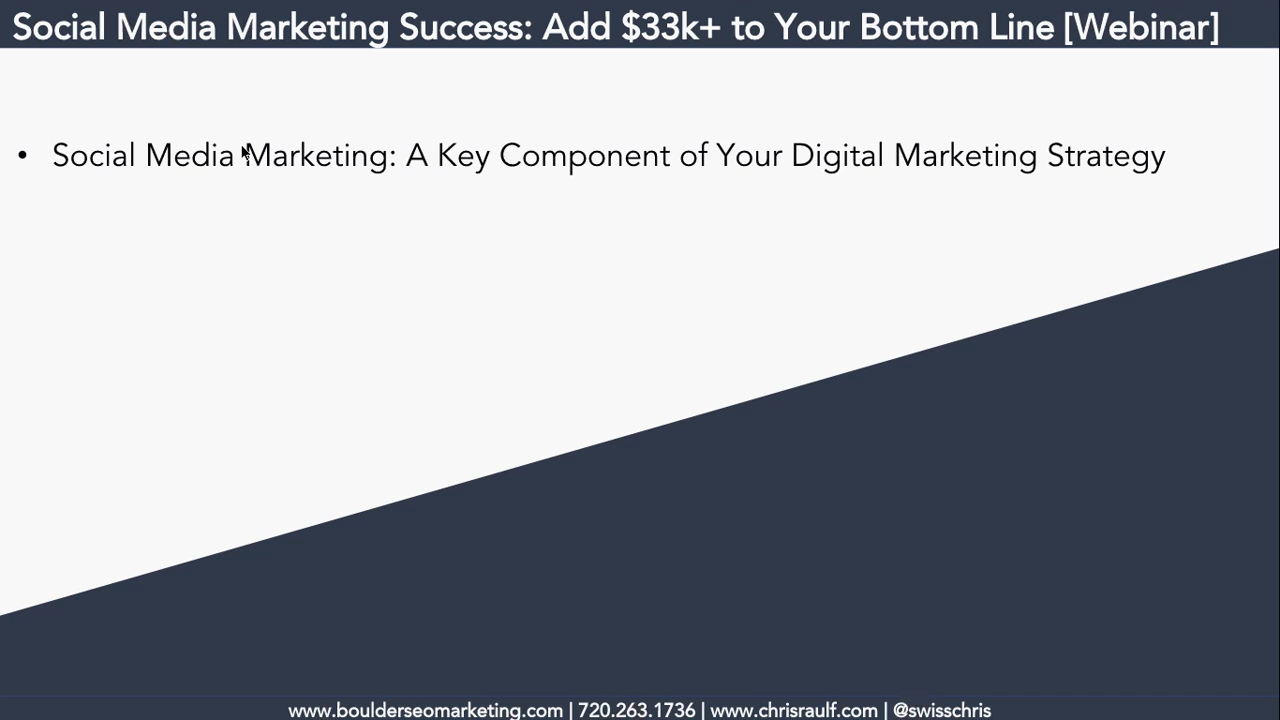 Social Media Marketing Success: Add $33k+ to Your Bottom Line [Webinar]
• Social Media Marketing: A Key Component of Your Digital Marketing Strategy
www.boulderseomarketing.com | 720.263.1736 | www.chrisraulf.com | @swisschris